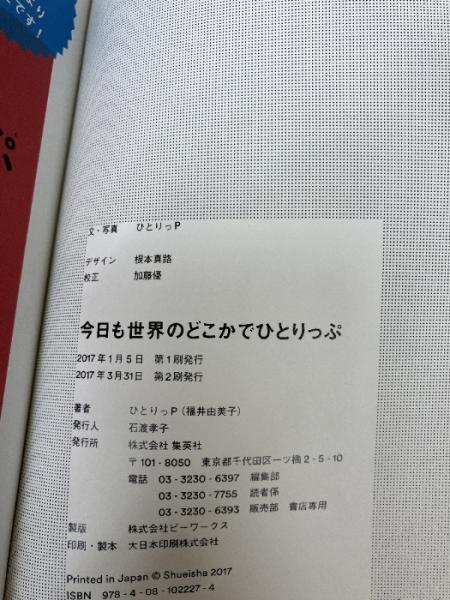 です!
文・写真 ひとりっP
デザイン 根本真路
校正 加藤優
今日も世界のどこかでひとりっぷ
2017年1月5日 第1刷発行
2017年3月31日 第2刷発行
著者 ひとりっP(福井由美子)
発行人 石渡孝子
発行所 株式会社 集英社
〒101-8050 東京都千代田区一ツ橋2-5-10
電話 03-3230-6397 編集部
03-3230-7755 読者係
03-3230-6393 販売部 書店専用
製版 株式会社ビーワークス
印刷・製本 大日本印刷株式会社
Printed in Japan © Shueisha 2017
ISBN 978-4-08-102227-4